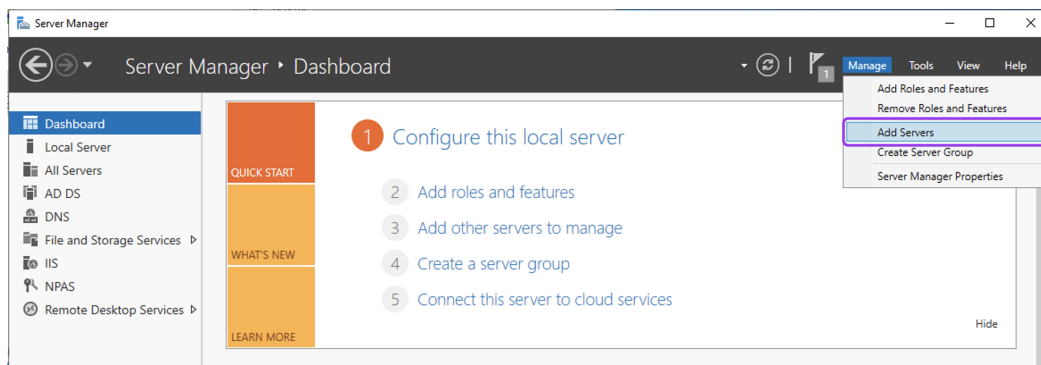 Server Manager
Server Manager • Dashboard
1
Manage
Tools
View
Help
Add Roles and Features
Remove Roles and Features
Add Servers
Create Server Group
Server Manager Properties
Dashboard
Local Server
All Servers
AD DS
DNS
File and Storage Services
IIS
NPAS
Remote Desktop Services
QUICK START
WHAT'S NEW
LEARN MORE
1 Configure this local server
2 Add roles and features
3 Add other servers to manage
4 Create a server group
5 Connect this server to cloud services
Hide